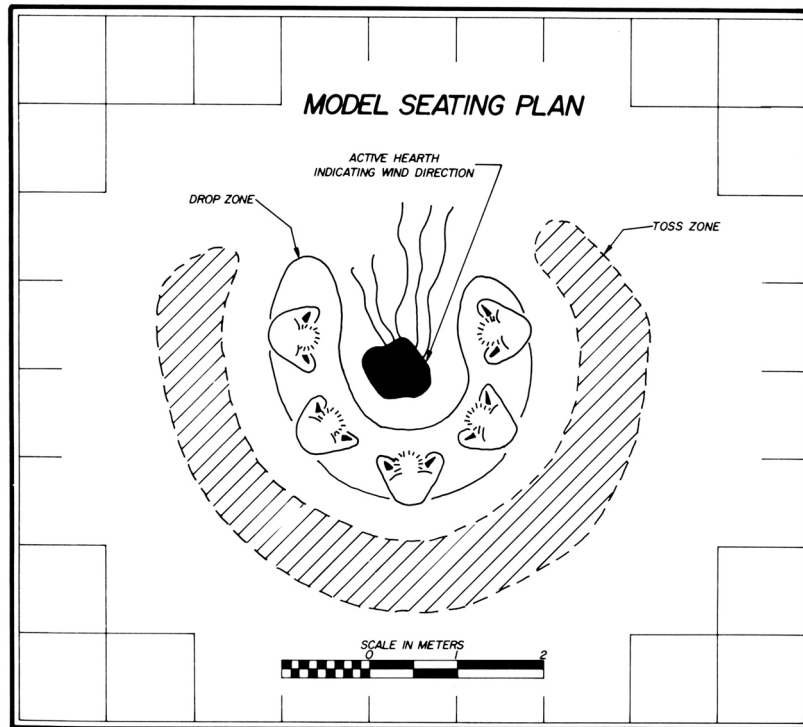 MODEL SEATING PLAN
ACTIVE HEARTH
INDICATING WIND DIRECTION
DROP ZONE
TOSS ZONE
SCALE IN METERS
0 1 2